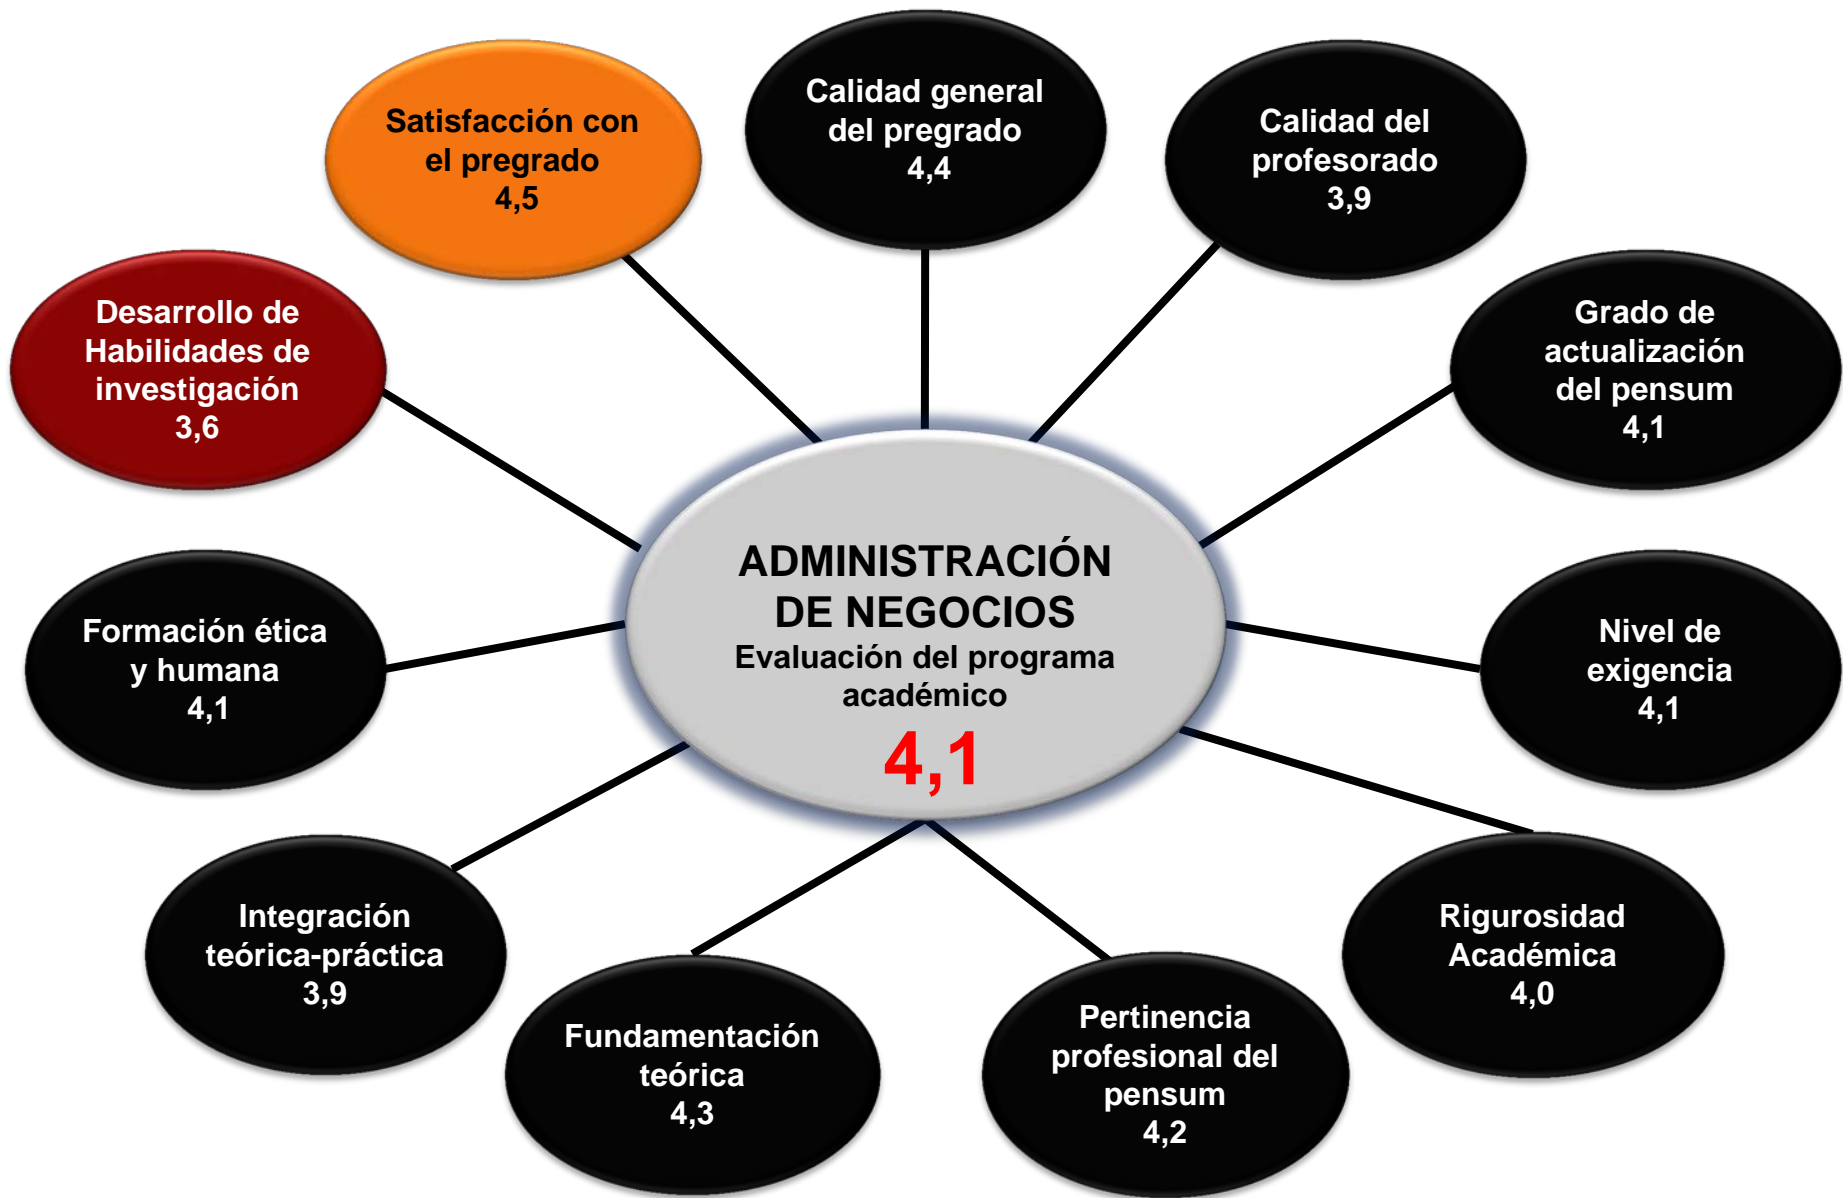 Calidad general
del pregrado
4,4
Satisfacción con
el pregrado
4,5
Calidad del
profesorado
3,9
Desarrollo de
Habilidades de
investigación
3,6
Grado de
actualización
del pensum
4,1
ADMINISTRACIÓN
DE NEGOCIOS
Evaluación del programa
académico
4,1
Formación ética
y humana
4,1
Nivel de
exigencia
4,1
Integración
teórica-práctica
3,9
Rigurosidad
Académica
4,0
Fundamentación
teórica
4,3
Pertinencia
profesional del
pensum
4,2